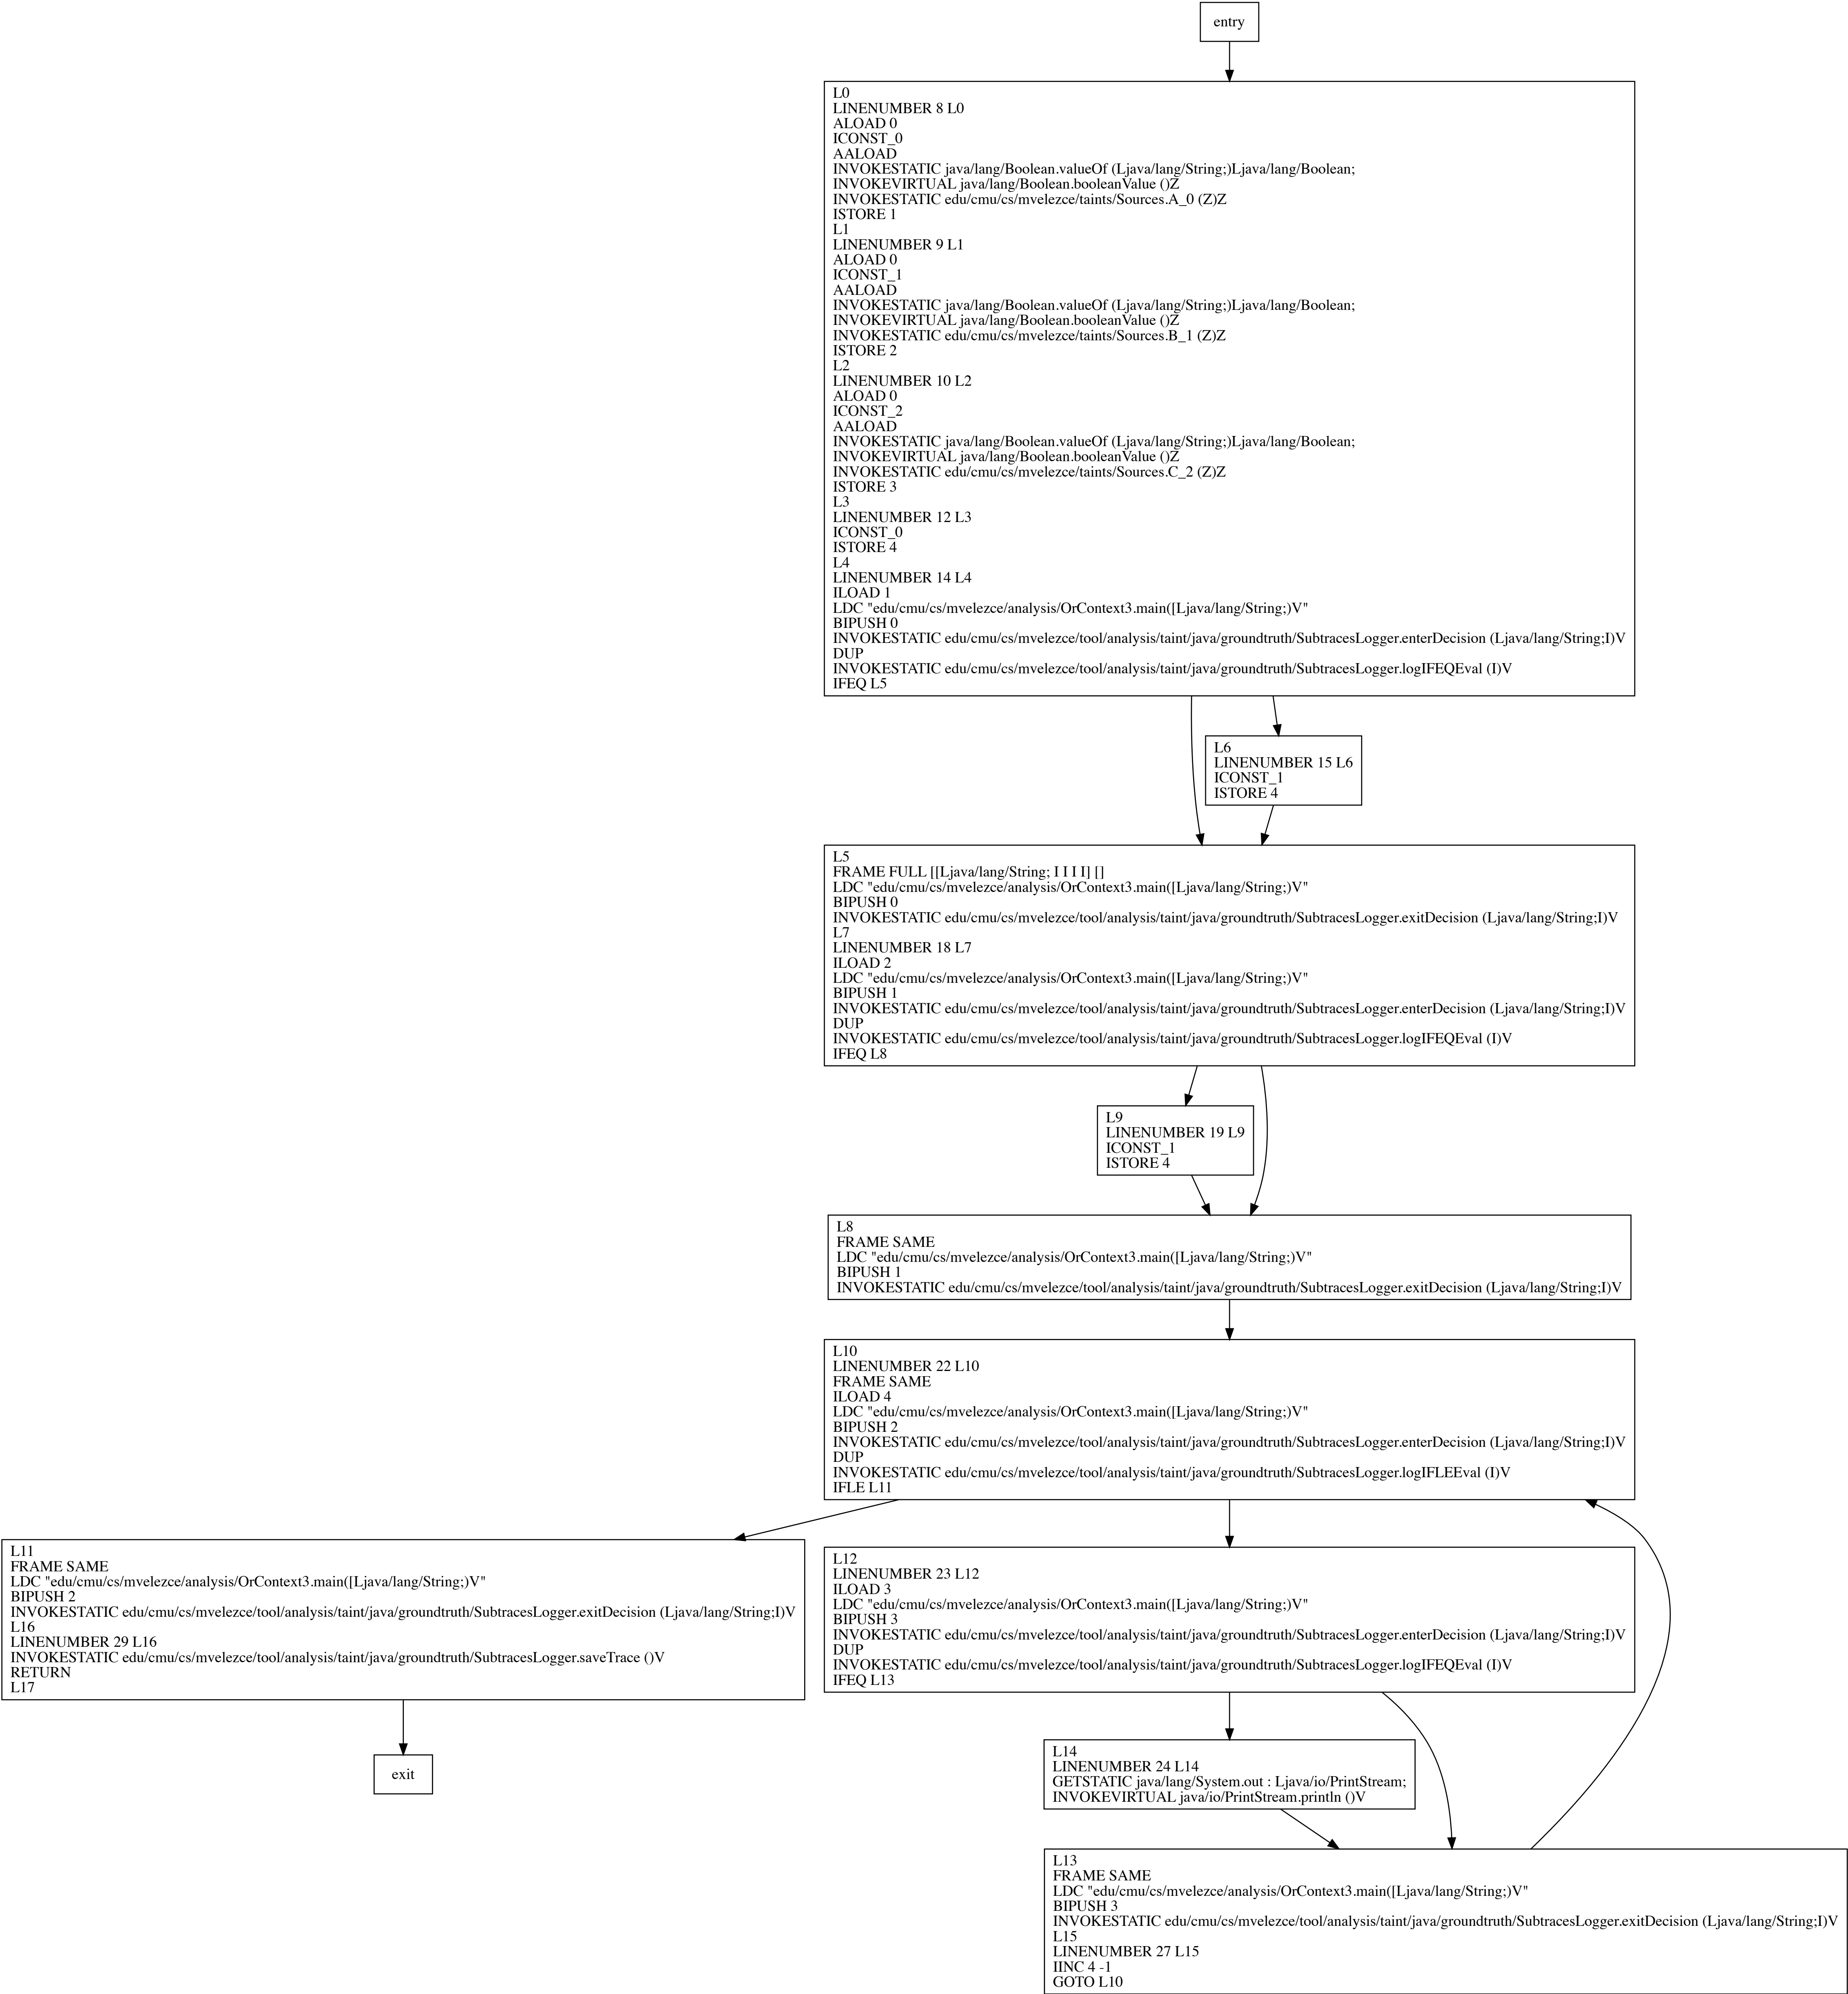 entry
L0
LINENUMBER 8 L0
ALOAD 0
ICONST_0
AALOAD
INVOKESTATIC java/lang/Boolean.valueOf (Ljava/lang/String;)Ljava/lang/Boolean;
INVOKEVIRTUAL java/lang/Boolean.booleanValue ()Z
INVOKESTATIC edu/cmu/cs/mvelezce/taints/Sources.A_0 (Z)Z
ISTORE 1
L1
LINENUMBER 9 L1
ALOAD 0
ICONST_1
AALOAD
INVOKESTATIC java/lang/Boolean.valueOf (Ljava/lang/String;)Ljava/lang/Boolean;
INVOKEVIRTUAL java/lang/Boolean.booleanValue ()Z
INVOKESTATIC edu/cmu/cs/mvelezce/taints/Sources.B_1 (Z)Z
ISTORE 2
L2
LINENUMBER 10 L2
ALOAD 0
ICONST_2
AALOAD
INVOKESTATIC java/lang/Boolean.valueOf (Ljava/lang/String;)Ljava/lang/Boolean;
INVOKEVIRTUAL java/lang/Boolean.booleanValue ()Z
INVOKESTATIC edu/cmu/cs/mvelezce/taints/Sources.C_2 (Z)Z
ISTORE 3
L3
LINENUMBER 12 L3
ICONST_0
ISTORE 4
L4
LINENUMBER 14 L4
ILOAD 1
LDC "edu/cmu/cs/mvelezce/analysis/OrContext3.main([Ljava/lang/String;)V"
BIPUSH 0
INVOKESTATIC edu/cmu/cs/mvelezce/tool/analysis/taint/java/groundtruth/SubtracesLogger.enterDecision (Ljava/lang/String;I)V
DUP
INVOKESTATIC edu/cmu/cs/mvelezce/tool/analysis/taint/java/groundtruth/SubtracesLogger.logIFEQEval (I)V
IFEQ L5
L6
LINENUMBER 15 L6
ICONST_1
ISTORE 4
L5
FRAME FULL [[Ljava/lang/String; I I I I] []
LDC "edu/cmu/cs/mvelezce/analysis/OrContext3.main([Ljava/lang/String;)V"
BIPUSH 0
INVOKESTATIC edu/cmu/cs/mvelezce/tool/analysis/taint/java/groundtruth/SubtracesLogger.exitDecision (Ljava/lang/String;I)V
L7
LINENUMBER 18 L7
ILOAD 2
LDC "edu/cmu/cs/mvelezce/analysis/OrContext3.main([Ljava/lang/String;)V"
BIPUSH 1
INVOKESTATIC edu/cmu/cs/mvelezce/tool/analysis/taint/java/groundtruth/SubtracesLogger.enterDecision (Ljava/lang/String;I)V
DUP
INVOKESTATIC edu/cmu/cs/mvelezce/tool/analysis/taint/java/groundtruth/SubtracesLogger.logIFEQEval (I)V
IFEQ L8
L9
LINENUMBER 19 L9
ICONST_1
ISTORE 4
L8
FRAME SAME
LDC "edu/cmu/cs/mvelezce/analysis/OrContext3.main([Ljava/lang/String;)V"
BIPUSH 1
INVOKESTATIC edu/cmu/cs/mvelezce/tool/analysis/taint/java/groundtruth/SubtracesLogger.exitDecision (Ljava/lang/String;I)V
L10
LINENUMBER 22 L10
FRAME SAME
ILOAD 4
LDC "edu/cmu/cs/mvelezce/analysis/OrContext3.main([Ljava/lang/String;)V"
BIPUSH 2
INVOKESTATIC edu/cmu/cs/mvelezce/tool/analysis/taint/java/groundtruth/SubtracesLogger.enterDecision (Ljava/lang/String;I)V
DUP
INVOKESTATIC edu/cmu/cs/mvelezce/tool/analysis/taint/java/groundtruth/SubtracesLogger.logIFLEEval (I)V
IFLE L11
L11
FRAME SAME
LDC "edu/cmu/cs/mvelezce/analysis/OrContext3.main([Ljava/lang/String;)V"
BIPUSH 2
INVOKESTATIC edu/cmu/cs/mvelezce/tool/analysis/taint/java/groundtruth/SubtracesLogger.exitDecision (Ljava/lang/String;I)V
L16
LINENUMBER 29 L16
INVOKESTATIC edu/cmu/cs/mvelezce/tool/analysis/taint/java/groundtruth/SubtracesLogger.saveTrace ()V
RETURN
L17
L12
LINENUMBER 23 L12
ILOAD 3
LDC "edu/cmu/cs/mvelezce/analysis/OrContext3.main([Ljava/lang/String;)V"
BIPUSH 3
INVOKESTATIC edu/cmu/cs/mvelezce/tool/analysis/taint/java/groundtruth/SubtracesLogger.enterDecision (Ljava/lang/String;I)V
DUP
INVOKESTATIC edu/cmu/cs/mvelezce/tool/analysis/taint/java/groundtruth/SubtracesLogger.logIFEQEval (I)V
IFEQ L13
exit
L14
LINENUMBER 24 L14
GETSTATIC java/lang/System.out : Ljava/io/PrintStream;
INVOKEVIRTUAL java/io/PrintStream.println ()V
L13
FRAME SAME
LDC "edu/cmu/cs/mvelezce/analysis/OrContext3.main([Ljava/lang/String;)V"
BIPUSH 3
INVOKESTATIC edu/cmu/cs/mvelezce/tool/analysis/taint/java/groundtruth/SubtracesLogger.exitDecision (Ljava/lang/String;I)V
L15
LINENUMBER 27 L15
IINC 4 -1
GOTO L10